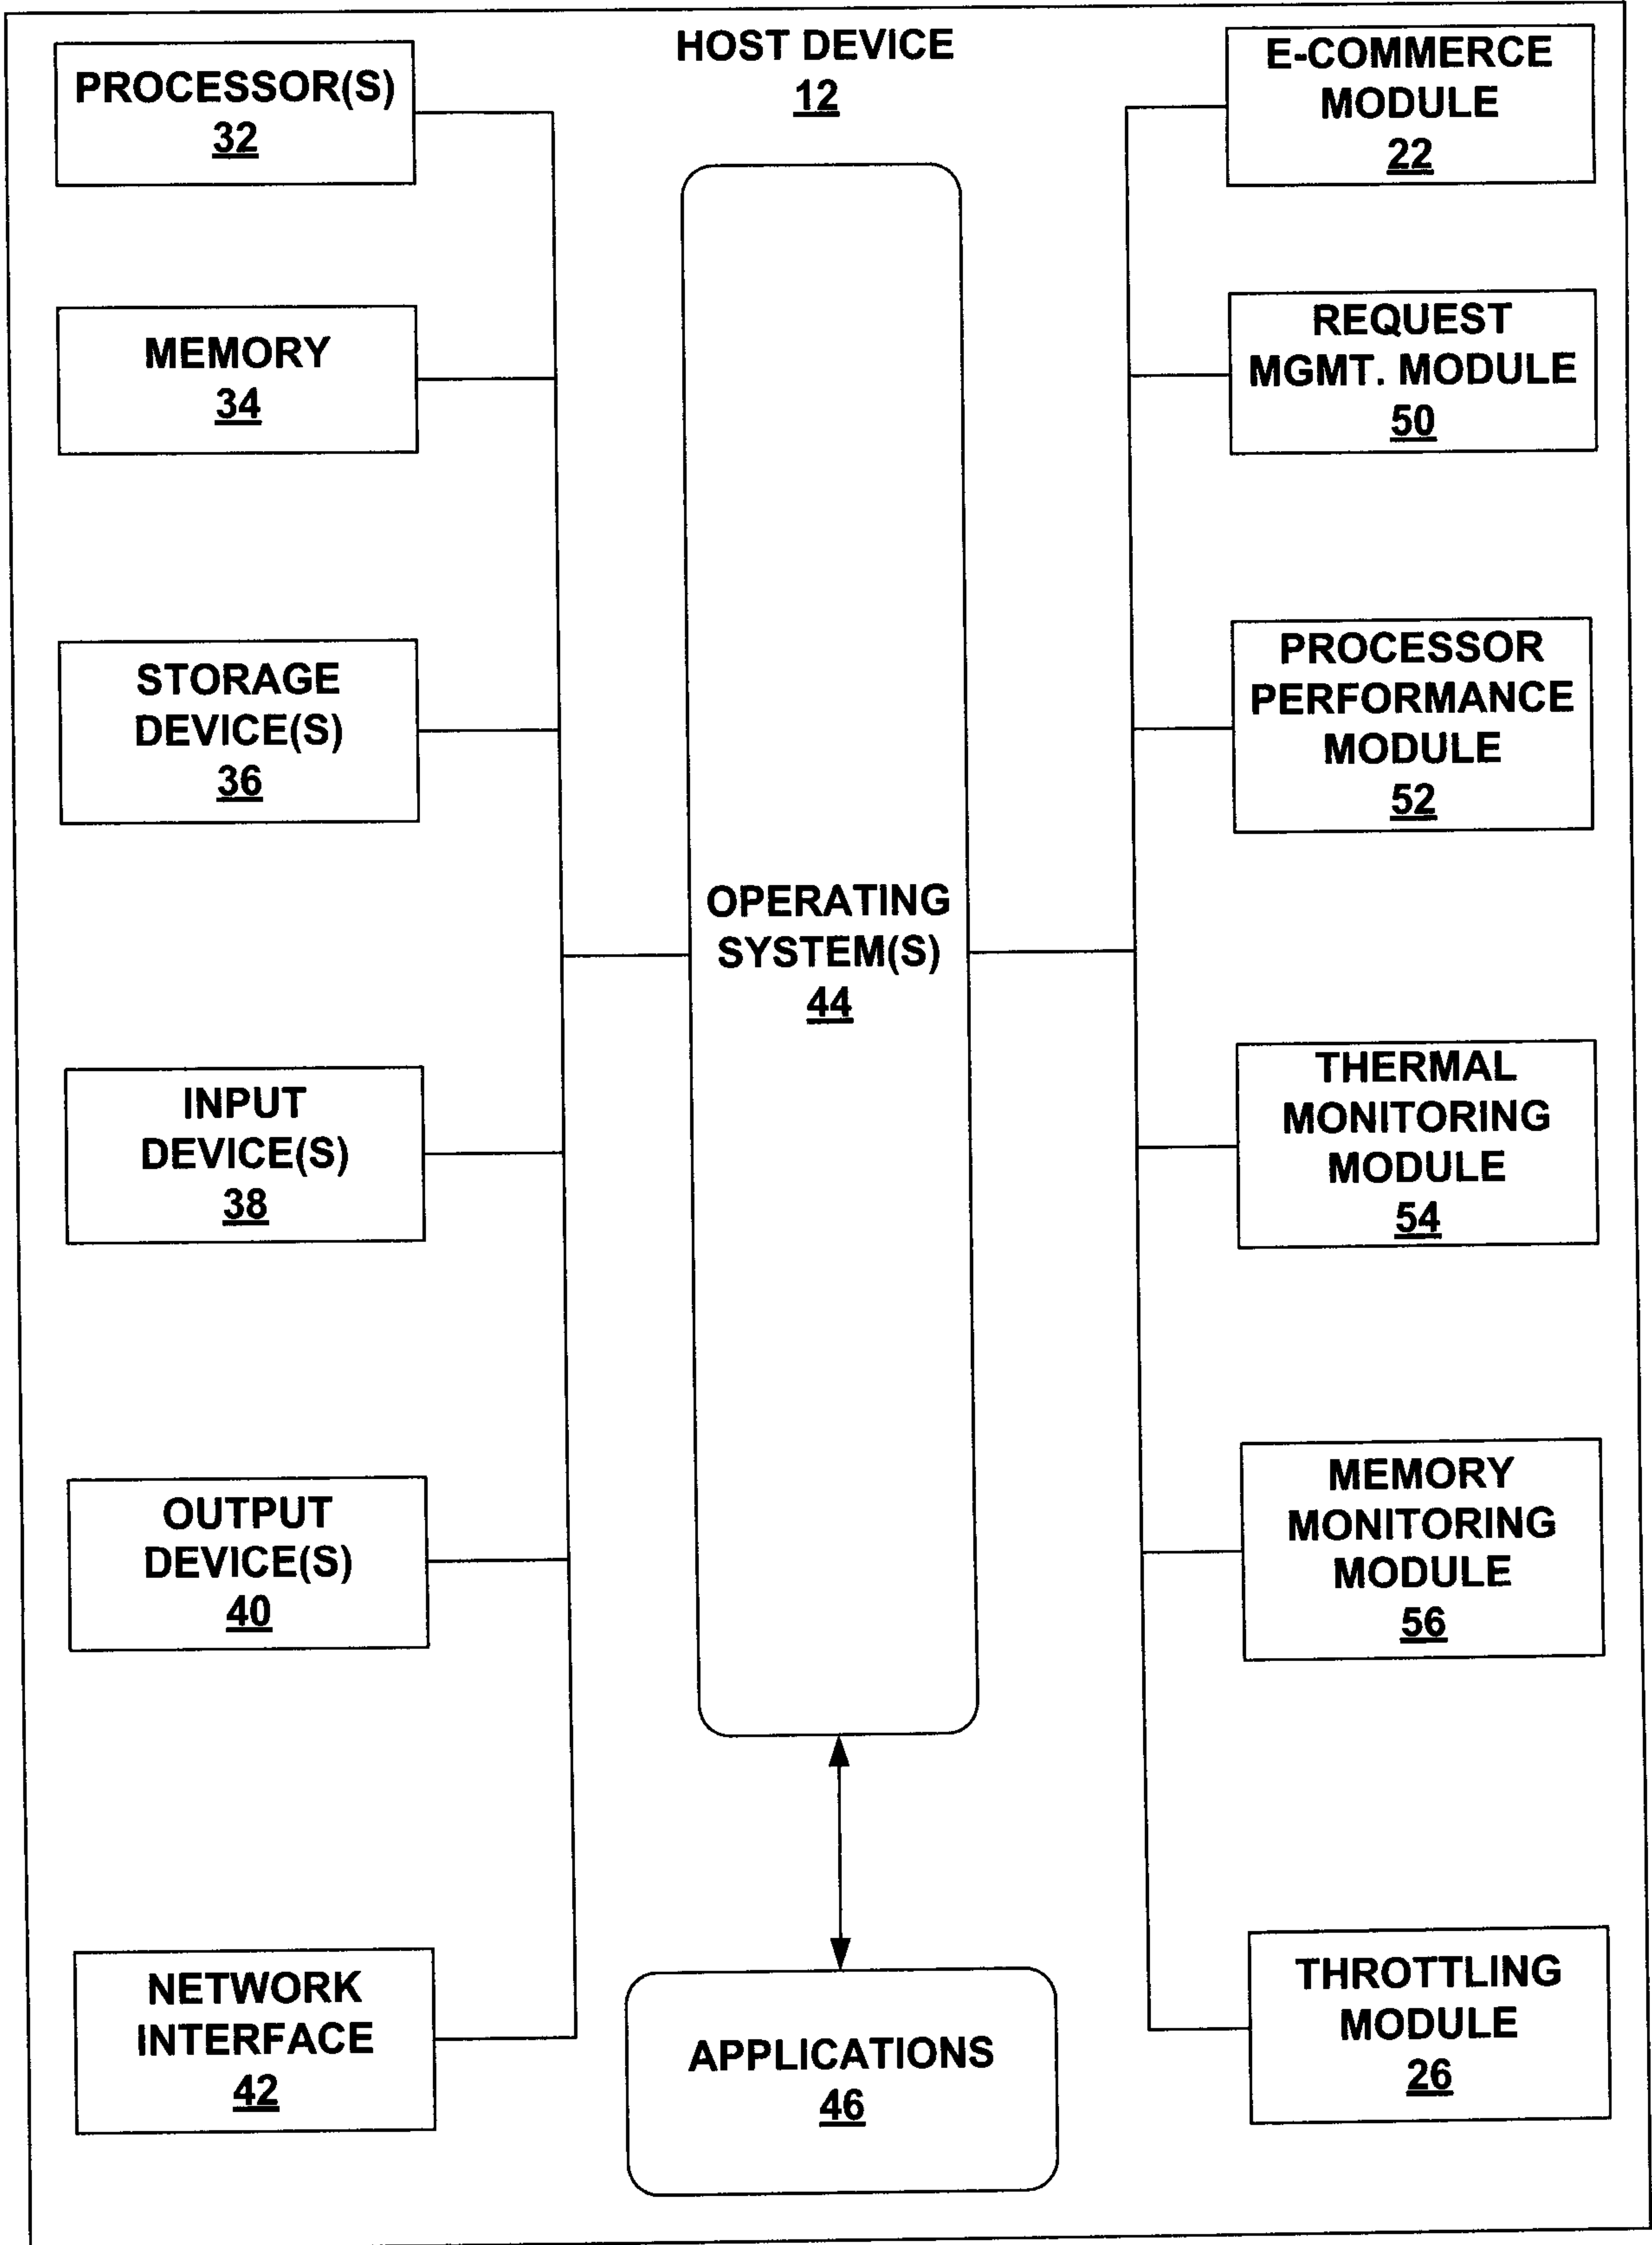 HOST DEVICE
12
PROCESSOR(S)
32
MEMORY
34
STORAGE
DEVICE(S)
36
INPUT
DEVICE(S)
38
OUTPUT
DEVICE(S)
40
NETWORK
INTERFACE
42
OPERATING
SYSTEM(S)
44
APPLICATIONS
46
E-COMMERCE
MODULE
22
REQUEST
MGMT. MODULE
50
PROCESSOR
PERFORMANCE
MODULE
52
THERMAL
MONITORING
MODULE
54
MEMORY
MONITORING
MODULE
56
THROTTLING
MODULE
26